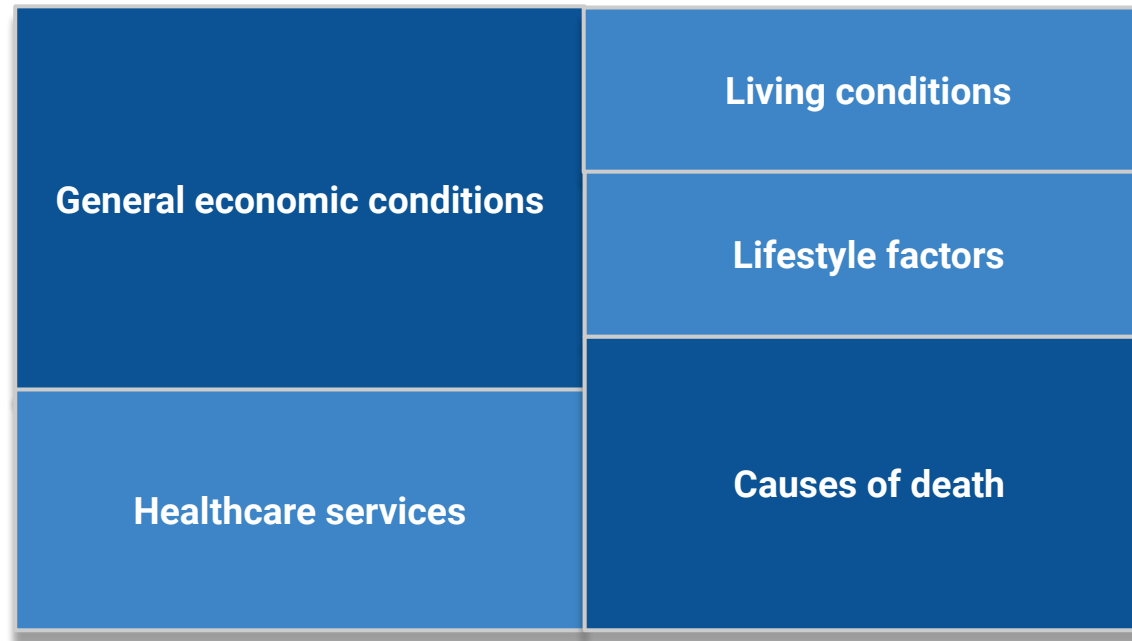 General economic conditions
Healthcare services
Living conditions
Lifestyle factors
Causes of death